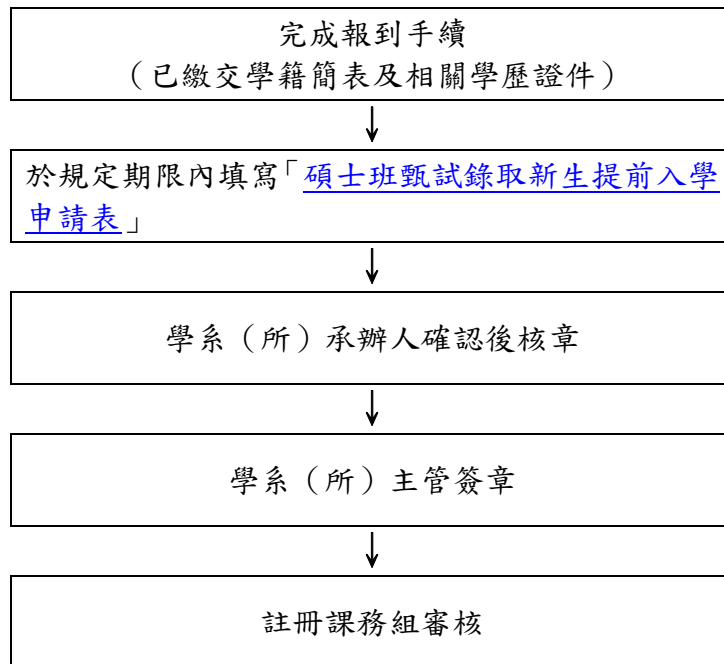 完成報到手續
（已繳交學籍簡表及相關學歷證件）
於規定期限內填寫「碩士班甄試錄取新生提前入學
申請表」
學系（所）承辦人確認後核章
學系（所）主管簽章
註冊課務組審核